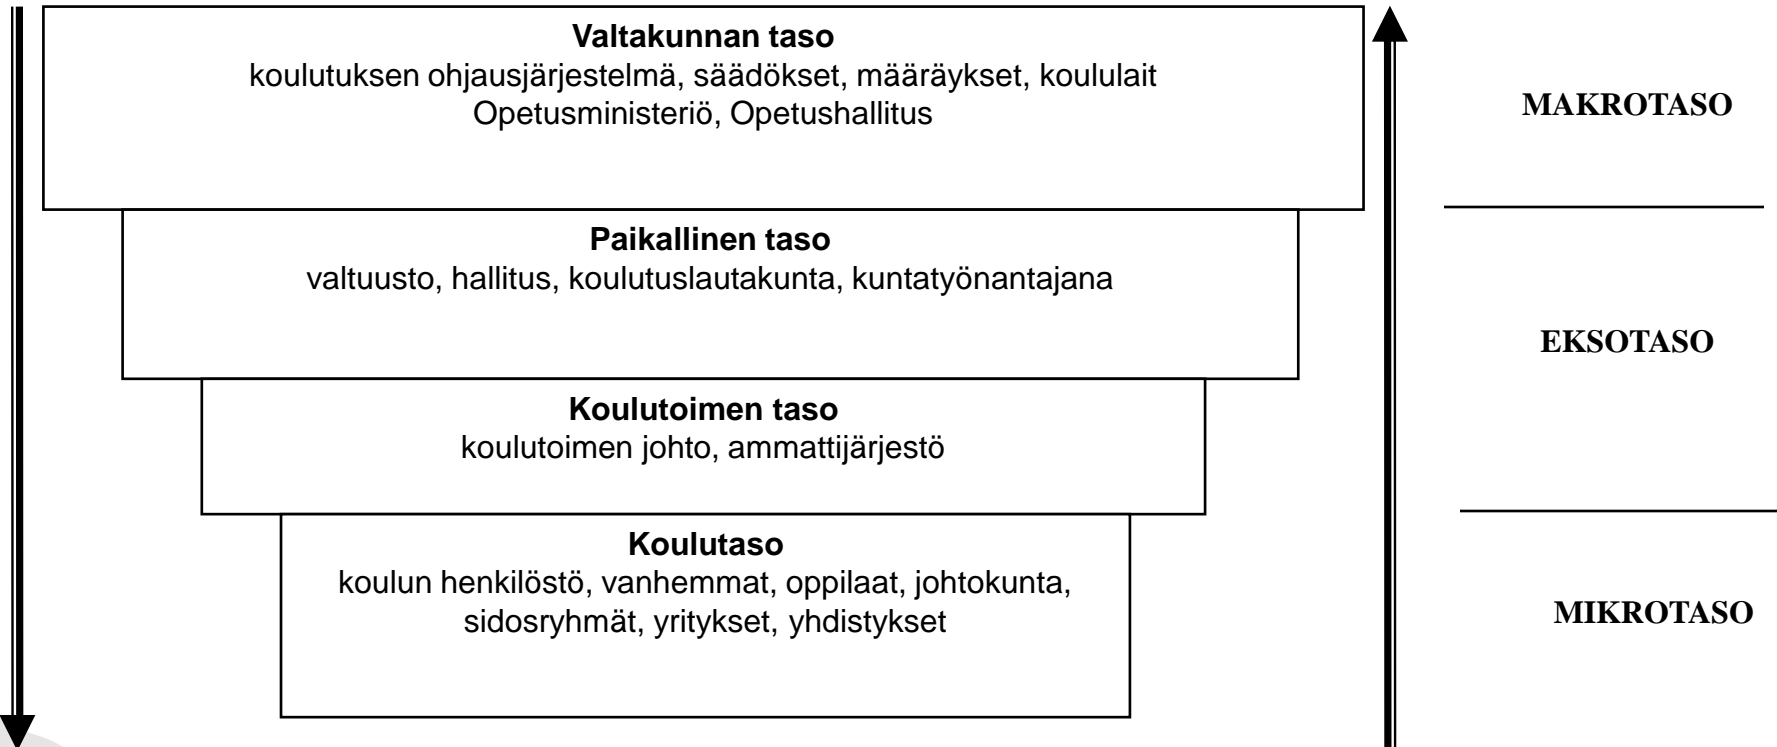 Valtakunnan taso
koulutuksen ohjausjärjestelmä, säädökset, määräykset, koululait
Opetusministeriö, Opetushallitus
MAKROTASO
Paikallinen taso
valtuusto, hallitus, koulutuslautakunta, kuntatyönantajana
EKSOTASO
Koulutoimen taso
koulutoimen johto, ammattijärjestö
Koulutaso
koulun henkilöstö, vanhemmat, oppilaat, johtokunta,
sidosryhmät, yritykset, yhdistykset
MIKROTASO